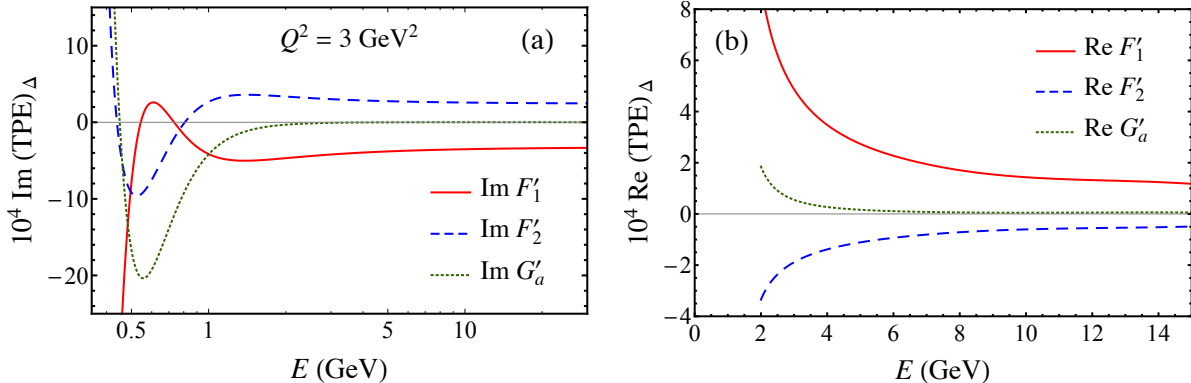 Q² = 3 GeV²
(a)
10⁴ Im (TPE)_Δ
10
0
−10
−20
Im F′₁
Im F′₂
Im G′ₐ
0.5
1
5
10
E (GeV)
(b)
10⁴ Re (TPE)_Δ
8
6
4
2
0
−2
−4
Re F′₁
Re F′₂
Re G′ₐ
0
2
4
6
8
10
12
14
E (GeV)